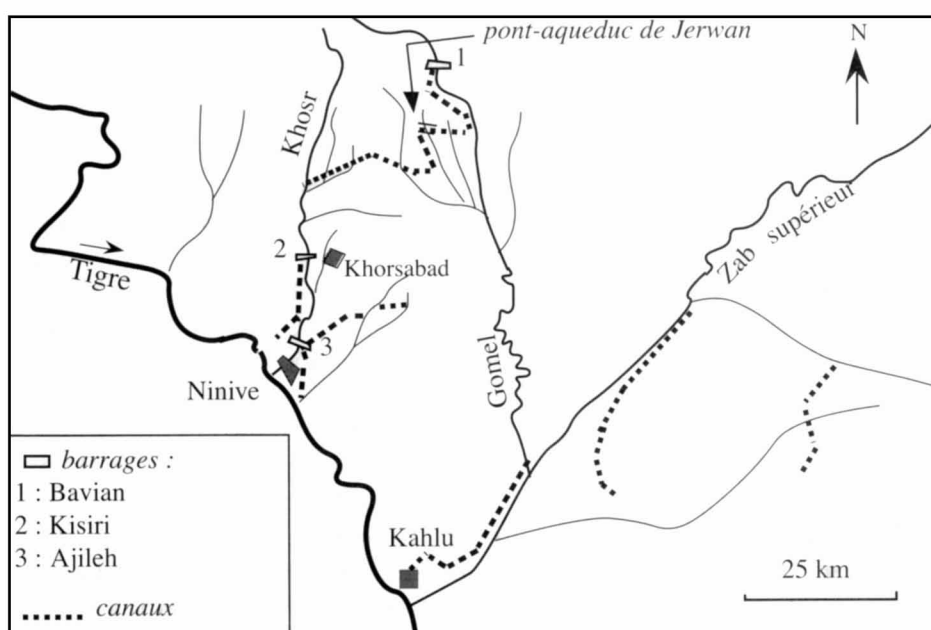 pont-aqueduc de Jerwan
N
1
Khosr
Zab supérieur
2
Khorsabad
Tigre
3
Gomel
Ninive
barrages :
1 : Bavian
2 : Kisiri
3 : Ajileh
Kahlu
25 km
canaux